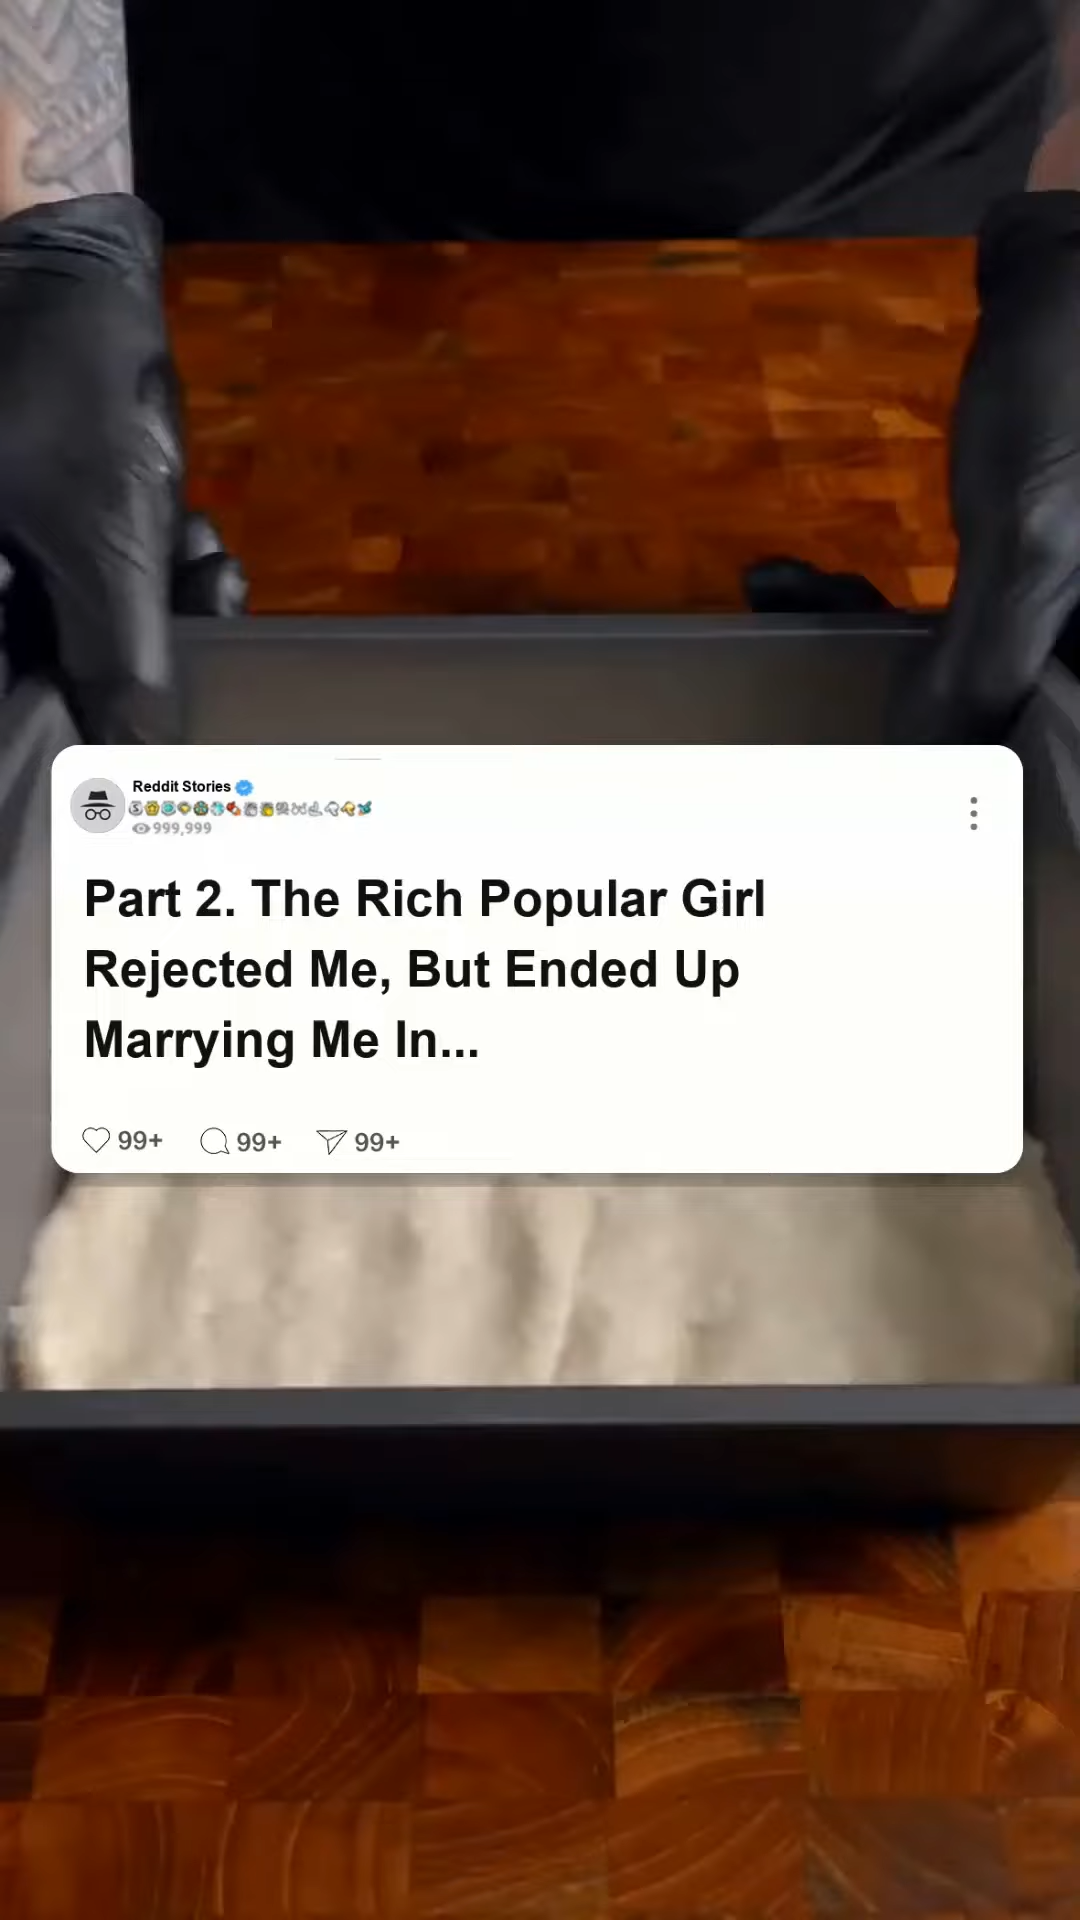 Reddit Stories
999,999
Part 2. The Rich Popular Girl
Rejected Me, But Ended Up
Marrying Me In...
99+ 99+ 99+